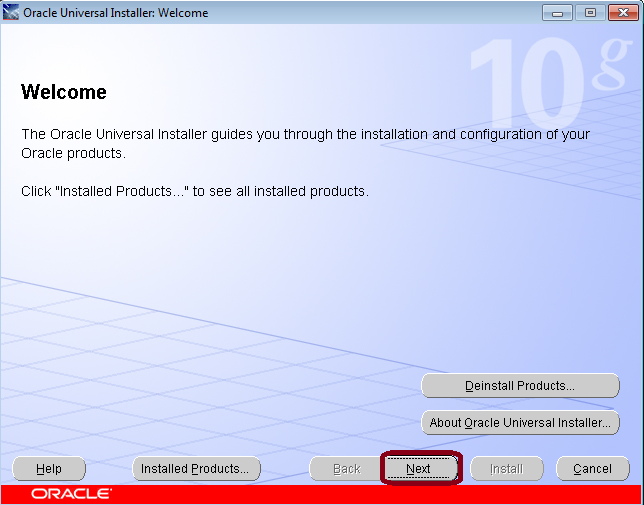 Oracle Universal Installer: Welcome
10g
Welcome
The Oracle Universal Installer guides you through the installation and configuration of your
Oracle products.
Click "Installed Products..." to see all installed products.
Deinstall Products...
About Oracle Universal Installer...
Help Installed Products... Back Next Install Cancel
ORACLE